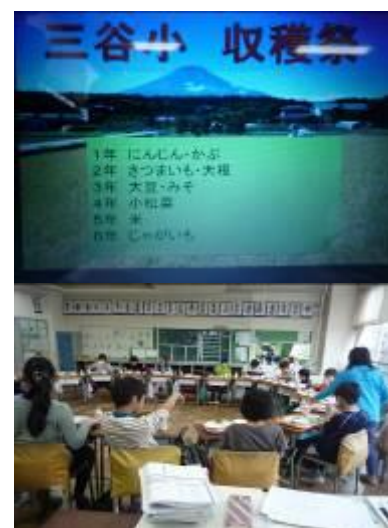 三谷小　収穫祭
1年 にんじん・かぶ
2年 さつまいも・大根
3年 大豆・みそ
4年 小松菜
5年 米
6年 じゃがいも